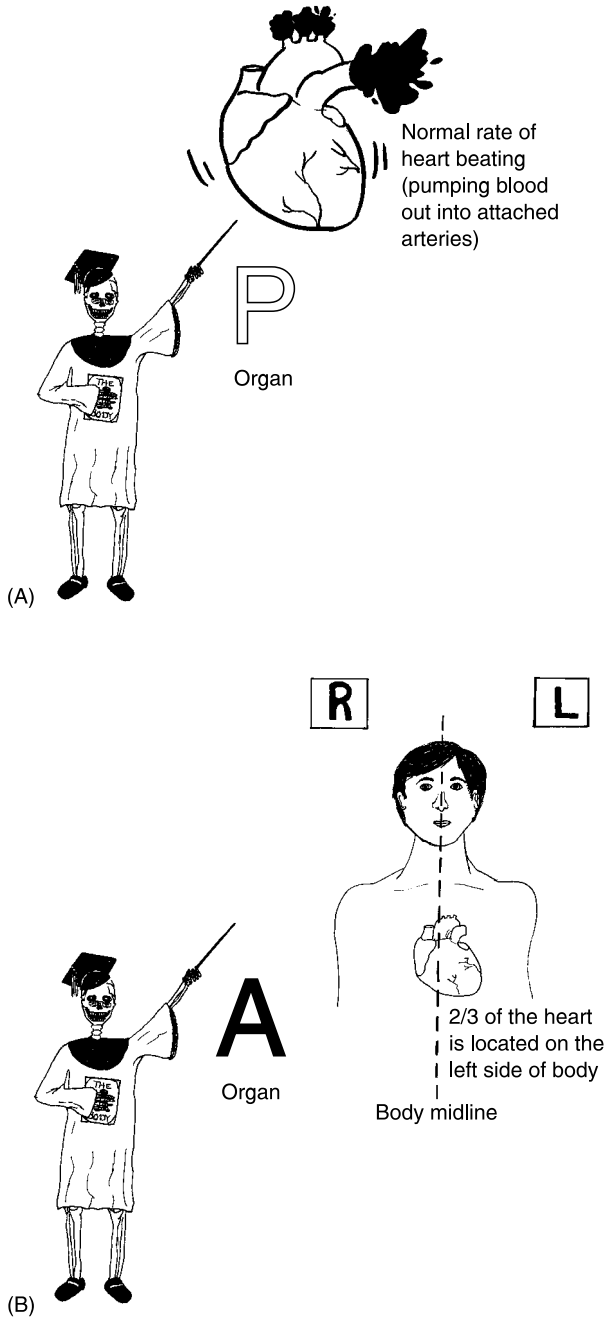 Normal rate of
heart beating
(pumping blood
out into attached
arteries)
P
Organ
THE
BODY
(A)
R
L
A
Organ
2/3 of the heart
is located on the
left side of body
Body midline
THE
BODY
(B)